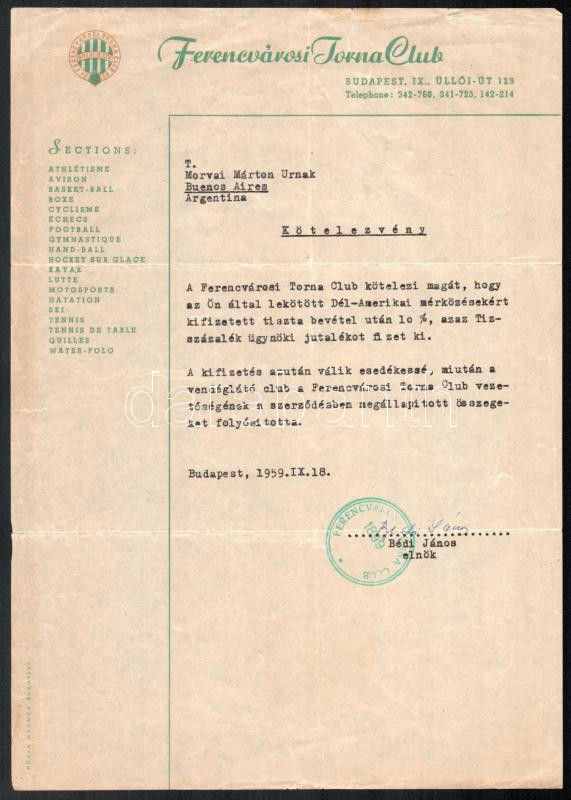 Ferencvárosi Torna Club
BUDAPEST, IX., ÜLLŐI-ÚT 129
Telephone: 342-760, 341-725, 142-214
SECTIONS:
ATHLÉTISME
AVIRON
BASKET-BALL
BOXE
CYCLISME
ÉCHECS
FOOTBALL
GYMNASTIQUE
HAND-BALL
HOCKEY SUR GLACE
KAYAK
LUTTE
MOTOSPORTS
NATATION
SKI
TENNIS
TENNIS DE TABLE
QUILLES
WATER-POLO
T.
Morvai Márton Urnak
Buenos Aires
Argentina
Kötelezvény
A Ferencvárosi Torna Club kötelezi magát, hogy
az Ön által lekötött Dél-Amerikai mérkőzésekért
kifizetett tiszta bevétel után lo %, azaz Tiz-
százalék ügynöki jutalékot fizet ki.
A kifizetés azután válik esedékessé, miután a
vendéglátó club a Ferencvárosi Torna Club veze-
tőségének a szerződésben megállapitott összege-
ket folyósitotta.
Budapest, 1959.IX.18.
Bédi János
Bédi János
elnök
1899
CLUB